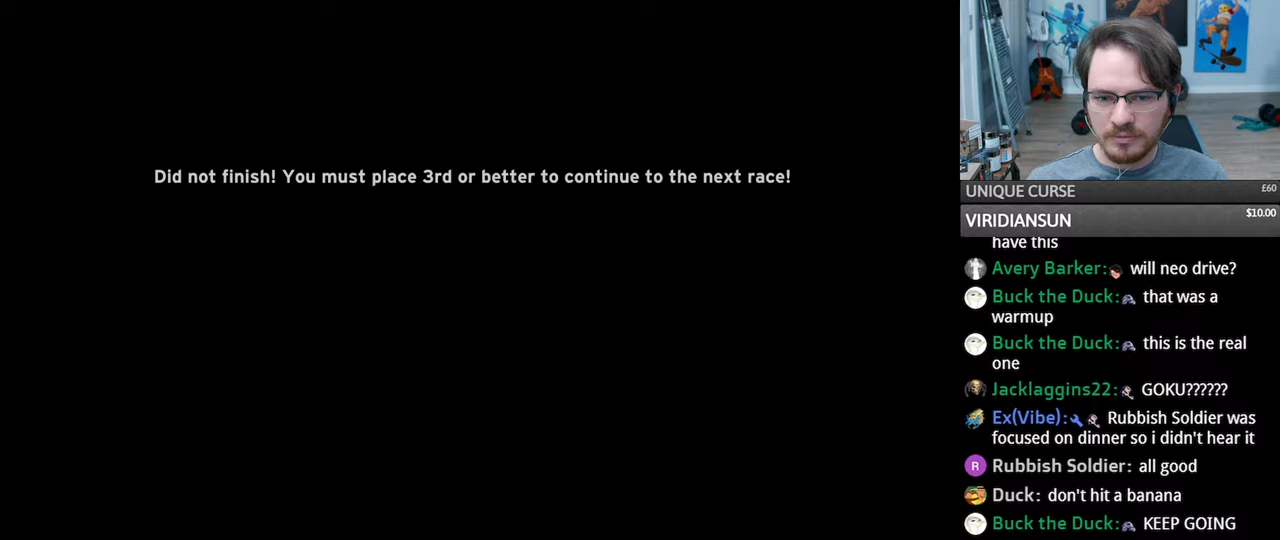 Did not finish! You must place 3rd or better to continue to the next race!
UNIQUE CURSE £60
VIRIDIANSUN $10.00
have this
Avery Barker: will neo drive?
Buck the Duck: that was a
warmup
Buck the Duck: this is the real
one
Jacklaggins22: GOKU??????
Ex(Vibe): Rubbish Soldier was
focused on dinner so i didn't hear it
R Rubbish Soldier: all good
Duck: don't hit a banana
Buck the Duck: KEEP GOING